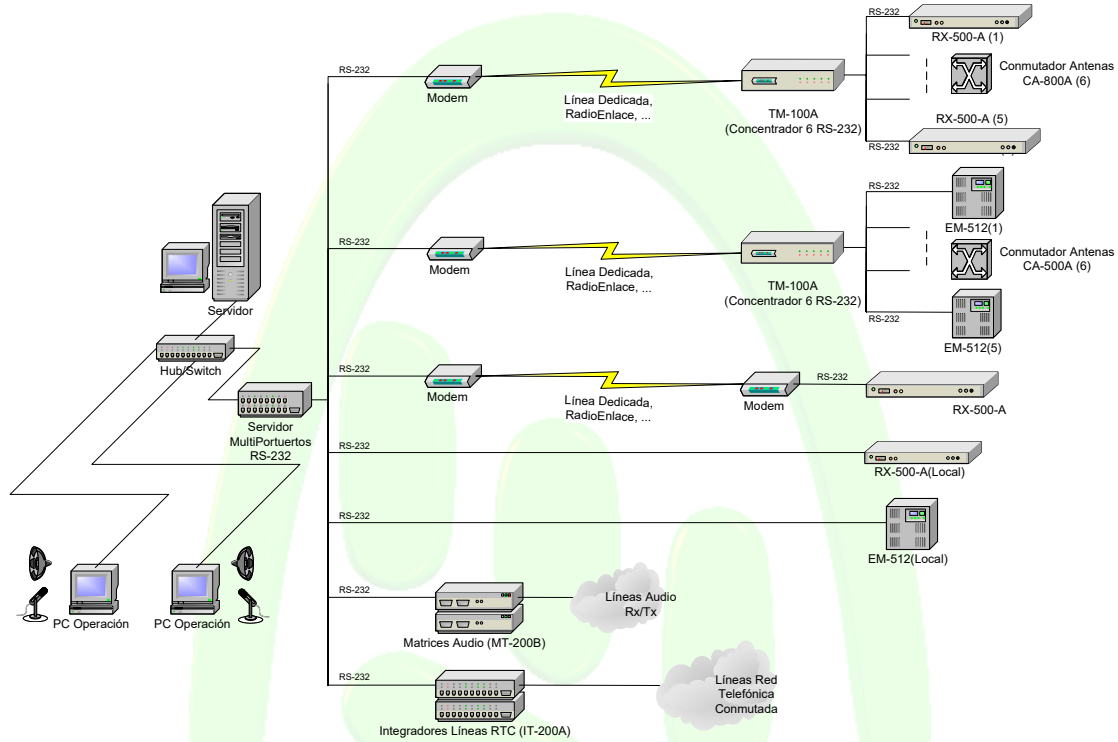 RS-232
RX-500-A (1)
RS-232
Modem
Línea Dedicada,
RadioEnlace, ...
TM-100A
(Concentrador 6 RS-232)
Conmutador Antenas
CA-800A (6)
RX-500-A (5)
RS-232
RS-232
EM-512(1)
RS-232
Modem
Línea Dedicada,
RadioEnlace, ...
TM-100A
(Concentrador 6 RS-232)
Conmutador Antenas
CA-500A (6)
RS-232
EM-512(5)
Servidor
Hub/Switch
Servidor
MultiPortuertos
RS-232
RS-232
Modem
Línea Dedicada,
RadioEnlace, ...
Modem
RS-232
RX-500-A
RS-232
RX-500-A(Local)
RS-232
EM-512(Local)
PC Operación
PC Operación
RS-232
Matrices Audio (MT-200B)
Líneas Audio
Rx/Tx
RS-232
Integradores Líneas RTC (IT-200A)
Líneas Red
Telefónica
Conmutada